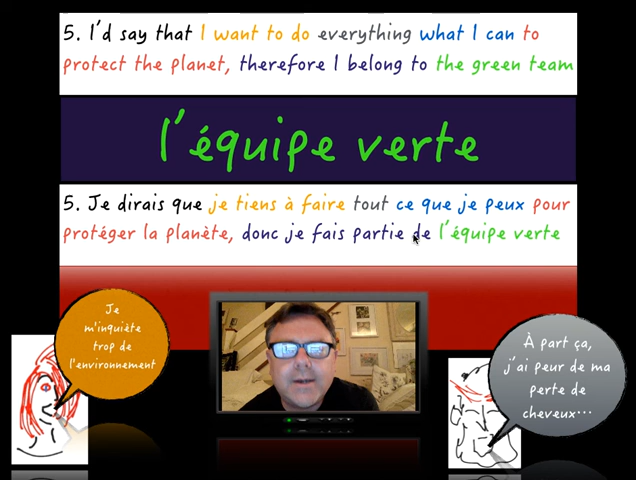 5. I'd say that I want to do everything what I can to
protect the planet, therefore I belong to the green team
l'équipe verte
5. Je dirais que je tiens à faire tout ce que je peux pour
protéger la planète, donc je fais partie de l'équipe verte
Je
m'inquiète
trop de
l'environnement
À part ça,
j'ai peur de ma
perte de
cheveux...